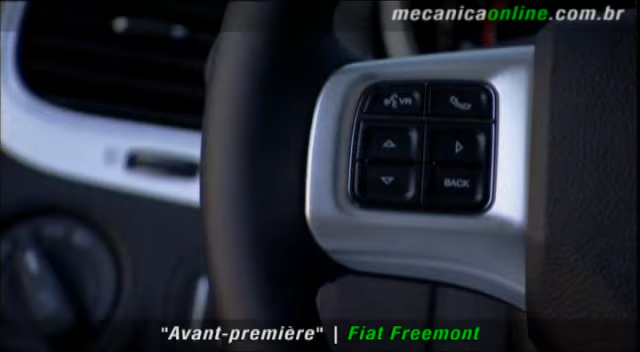 mecanicaonline.com.br
VR
BACK
"Avant-première" | Fiat Freemont